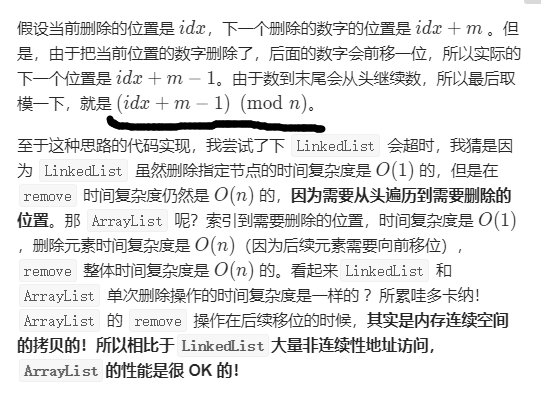 假设当前删除的位置是 idx，下一个删除的数字的位置是 idx + m 。但
是，由于把当前位置的数字删除了，后面的数字会前移一位，所以实际的
下一个位置是 idx + m − 1。由于数到末尾会从头继续数，所以最后取
模一下，就是 (idx + m − 1) (mod n)。
至于这种思路的代码实现，我尝试了下 LinkedList 会超时，我猜是因
为 LinkedList 虽然删除指定节点的时间复杂度是 O(1) 的，但是在
remove 时间复杂度仍然是 O(n) 的，因为需要从头遍历到需要删除的
位置。那 ArrayList 呢？索引到需要删除的位置，时间复杂度是 O(1)
，删除元素时间复杂度是 O(n)（因为后续元素需要向前移位），
remove 整体时间复杂度是 O(n) 的。看起来 LinkedList 和
ArrayList 单次删除操作的时间复杂度是一样的？所累哇多卡纳！
ArrayList 的 remove 操作在后续移位的时候，其实是内存连续空间
的拷贝的！所以相比于 LinkedList 大量非连续性地址访问，
ArrayList 的性能是很 OK 的！